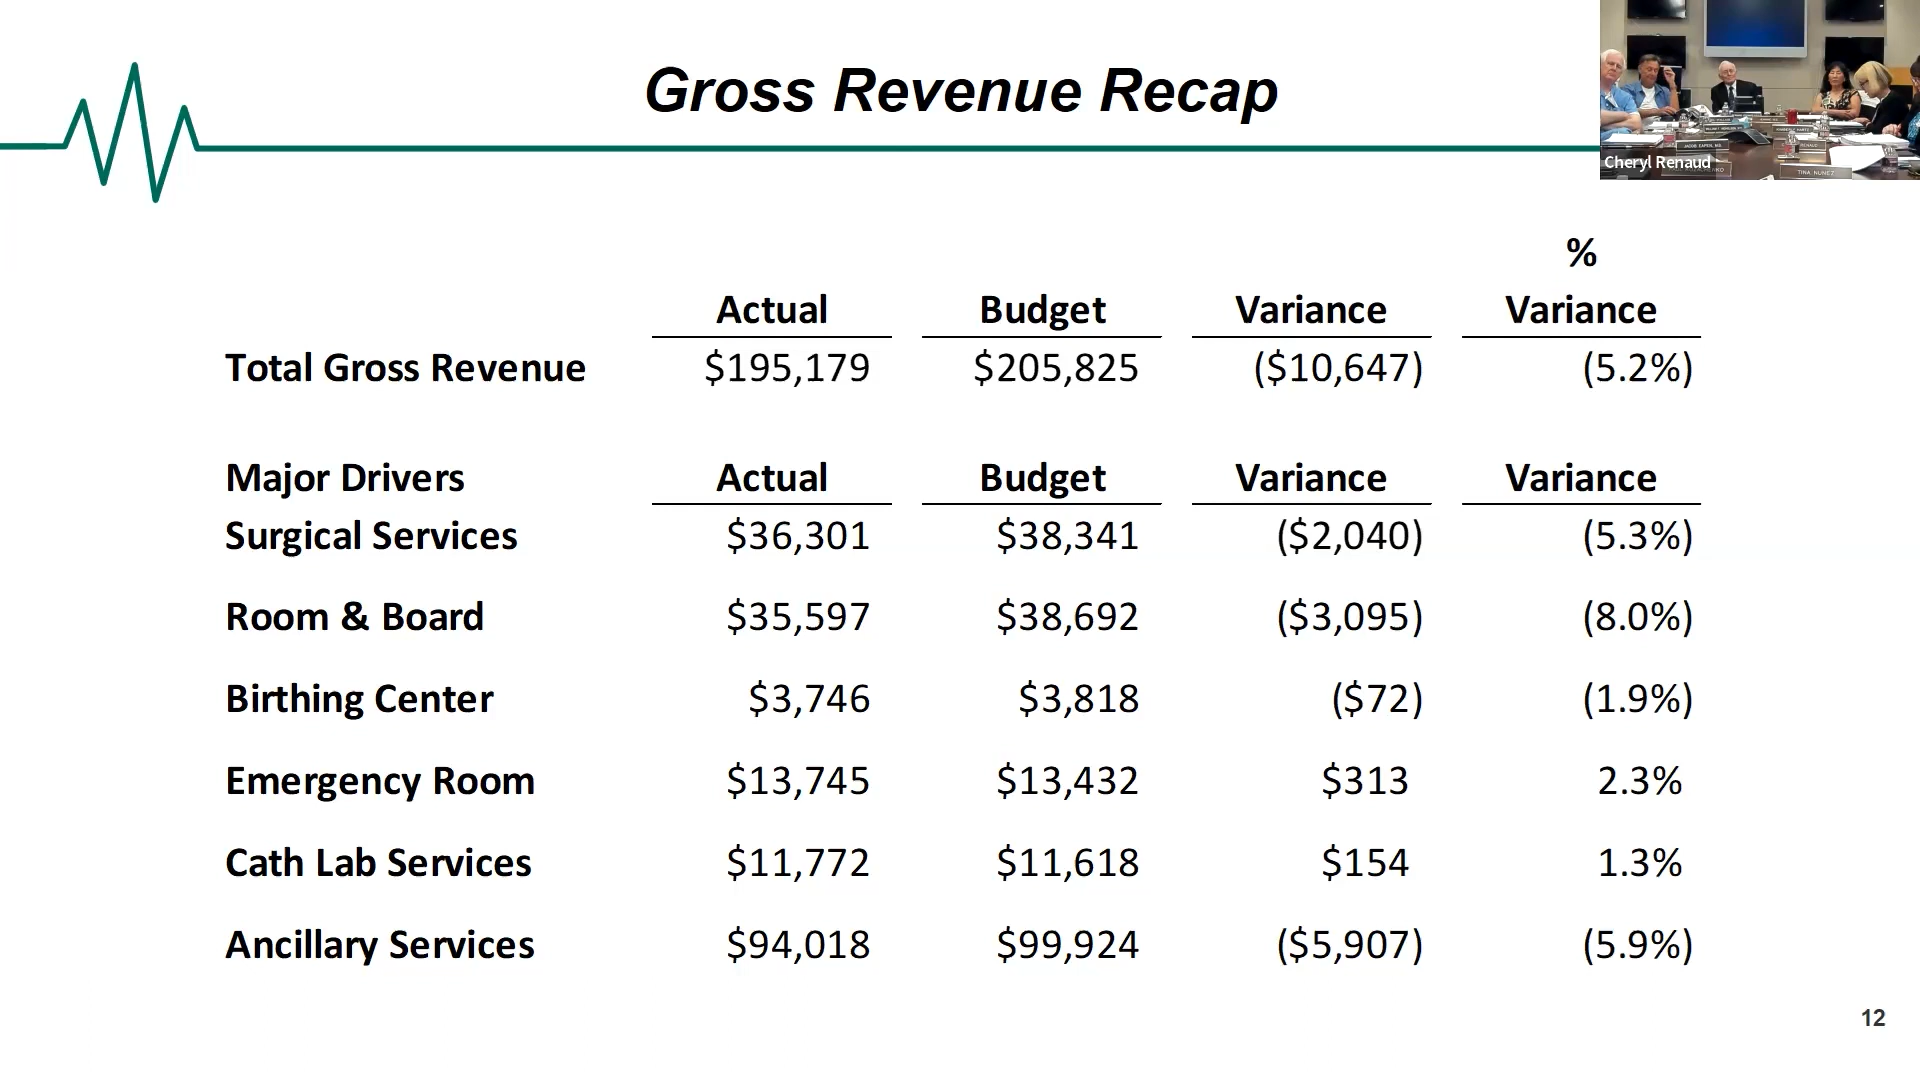 Gross Revenue Recap
Cheryl Renaud
TINA NUNEZ
%
Actual Budget Variance Variance
Total Gross Revenue $195,179 $205,825 ($10,647) (5.2%)
Major Drivers Actual Budget Variance Variance
Surgical Services $36,301 $38,341 ($2,040) (5.3%)
Room & Board $35,597 $38,692 ($3,095) (8.0%)
Birthing Center $3,746 $3,818 ($72) (1.9%)
Emergency Room $13,745 $13,432 $313 2.3%
Cath Lab Services $11,772 $11,618 $154 1.3%
Ancillary Services $94,018 $99,924 ($5,907) (5.9%)
12